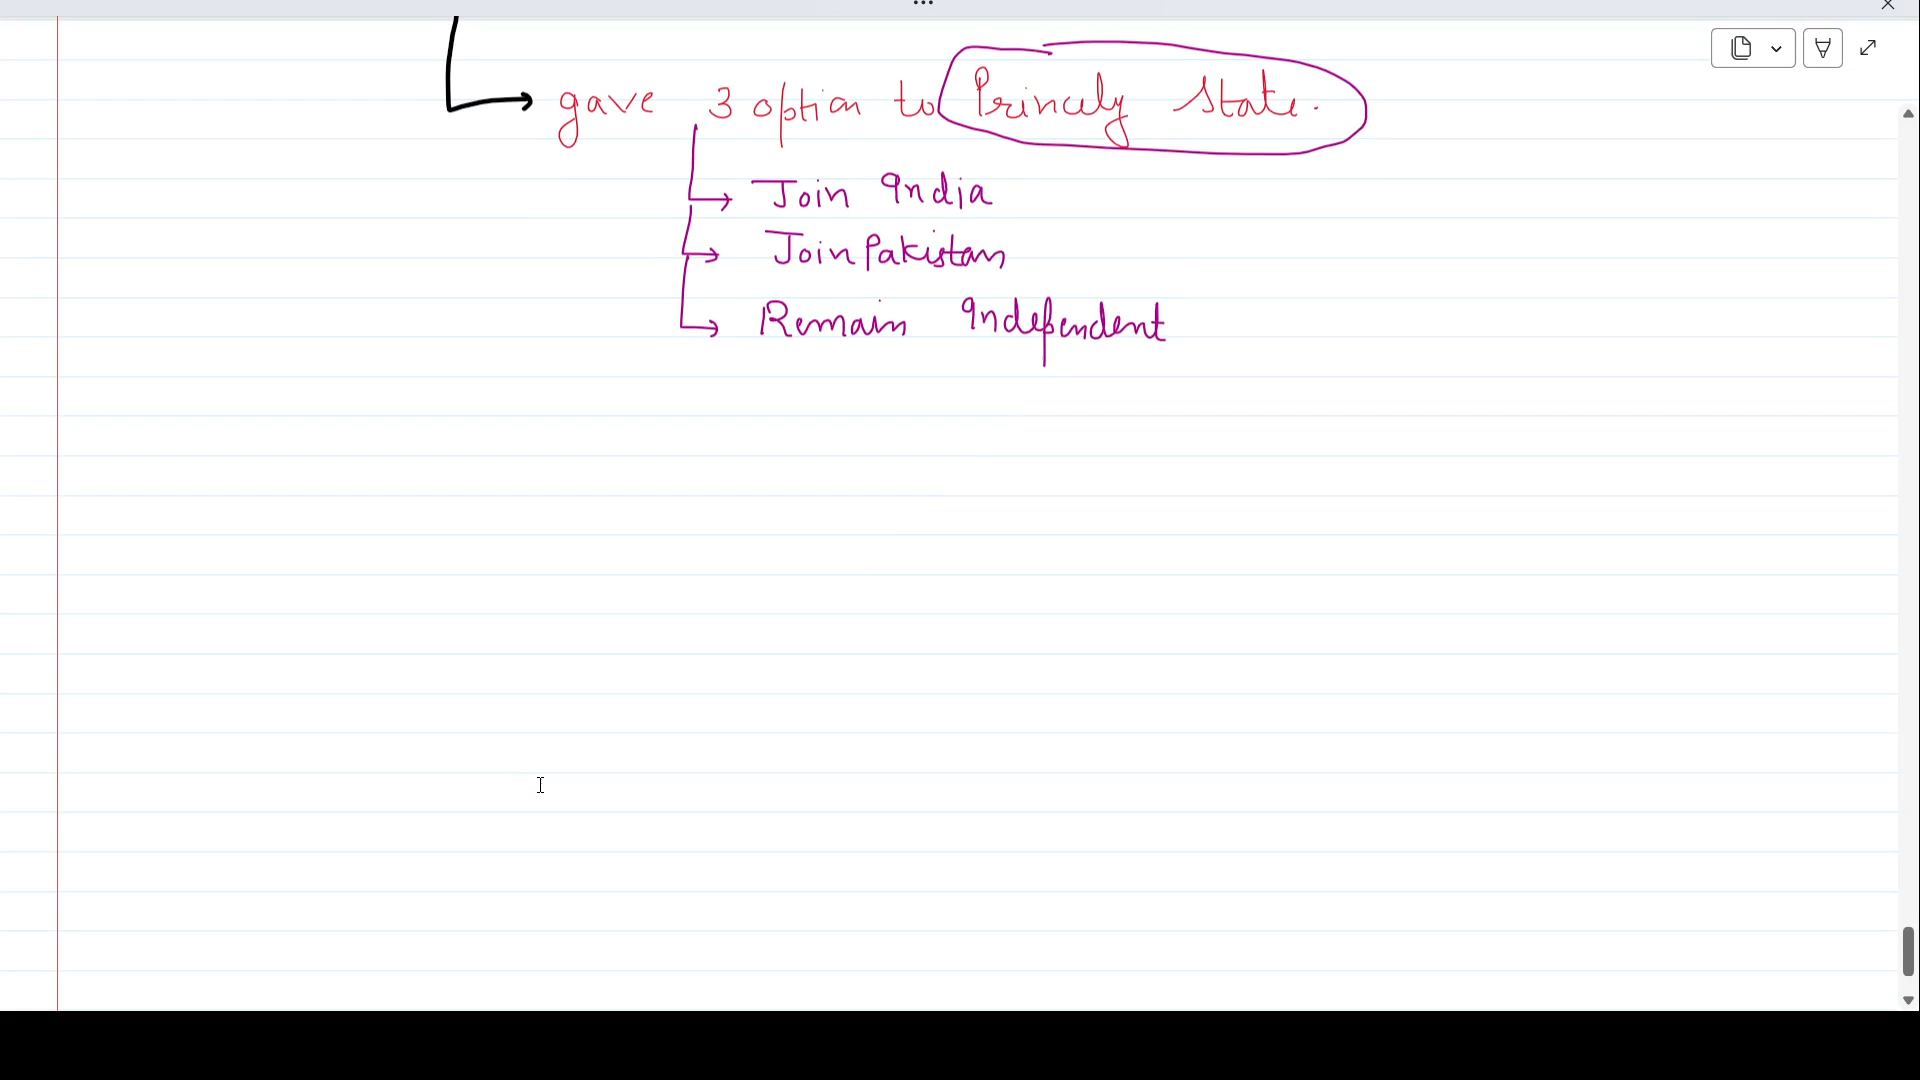 gave 3 option to Princely State.
Join India
Join Pakistan
Remain Independent